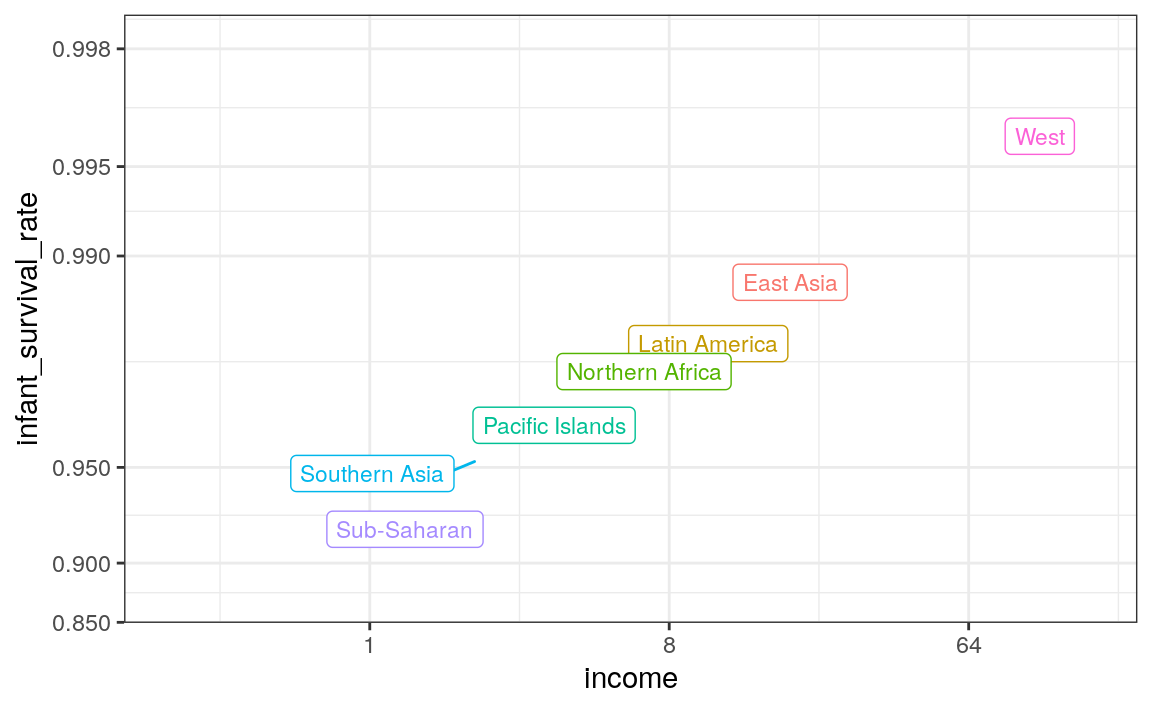 0.998
West
0.995
0.990
East Asia
Latin America
Northern Africa
Pacific Islands
0.950
Southern Asia
Sub-Saharan
0.900
0.850
infant_survival_rate
1
8
64
income